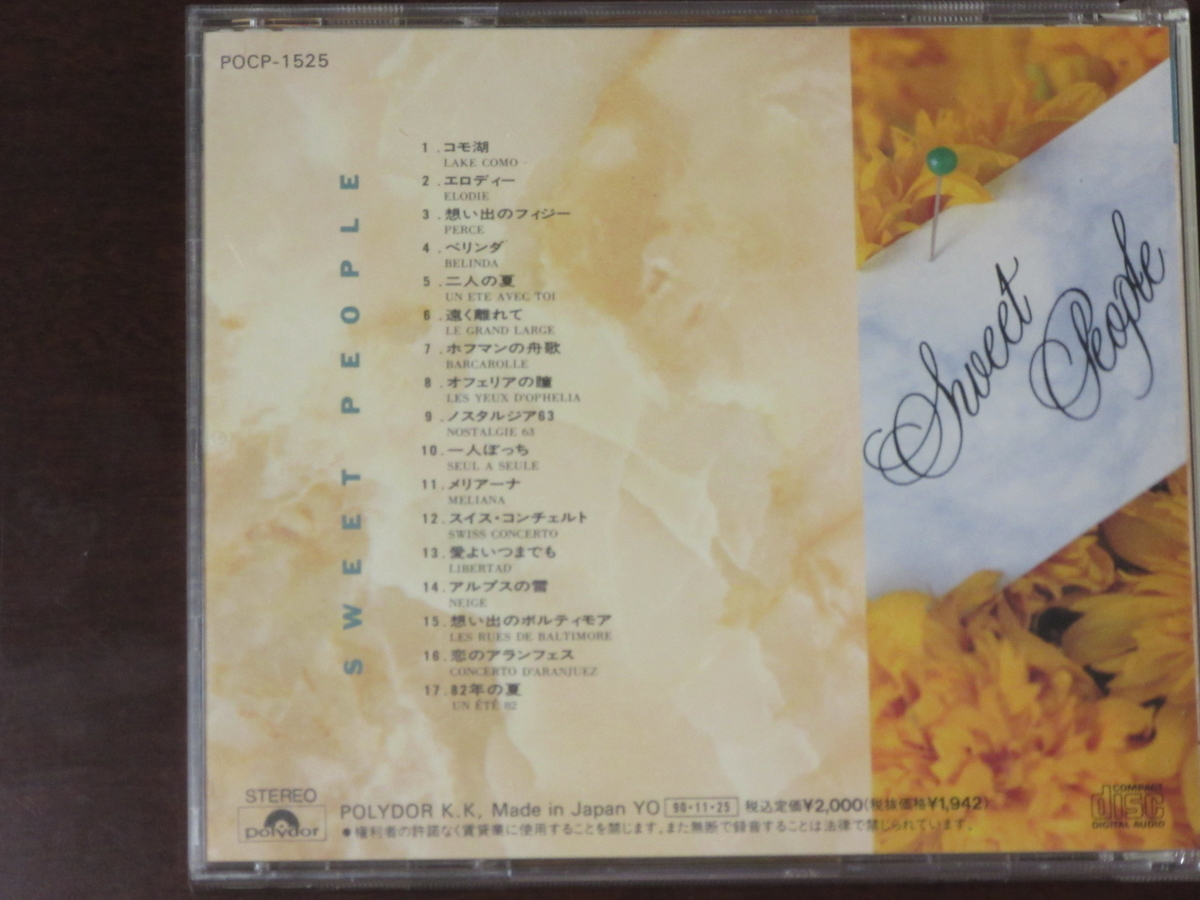 POCP-1525
SWEET PEOPLE
1.コモ湖
LAKE COMO
2.エロディー
ELODIE
3.想い出のフィジー
PERCE
4.ベリンダ
BELINDA
5.二人の夏
UN ETE AVEC TOI
6.遠く離れて
LE GRAND LARGE
7.ホフマンの舟歌
BARCAROLLE
8.オフェリアの瞳
LES YEUX D'OPHELIA
9.ノスタルジア63
NOSTALGIE 63
10.一人ぼっち
SEUL A SEULE
11.メリアーナ
MELIANA
12.スイス・コンチェルト
SWISS CONCERTO
13.愛よいつまでも
LIBERTAD
14.アルプスの雪
NEIGE
15.想い出のボルティモア
LES RUES DE BALTIMORE
16.恋のアランフェス
CONCERTO D'ARANJUEZ
17.82年の夏
UN ÉTÉ 82
Sweet
People
STEREO
polydor
POLYDOR K.K, Made in Japan YO 90・11・25 税込定価¥2,000(税抜価格¥1,942)
●権利者の許諾なく賃貸業に使用することを禁じます。また無断で録音することは法律で禁じられています。
COMPACT
disc
DIGITAL AUDIO